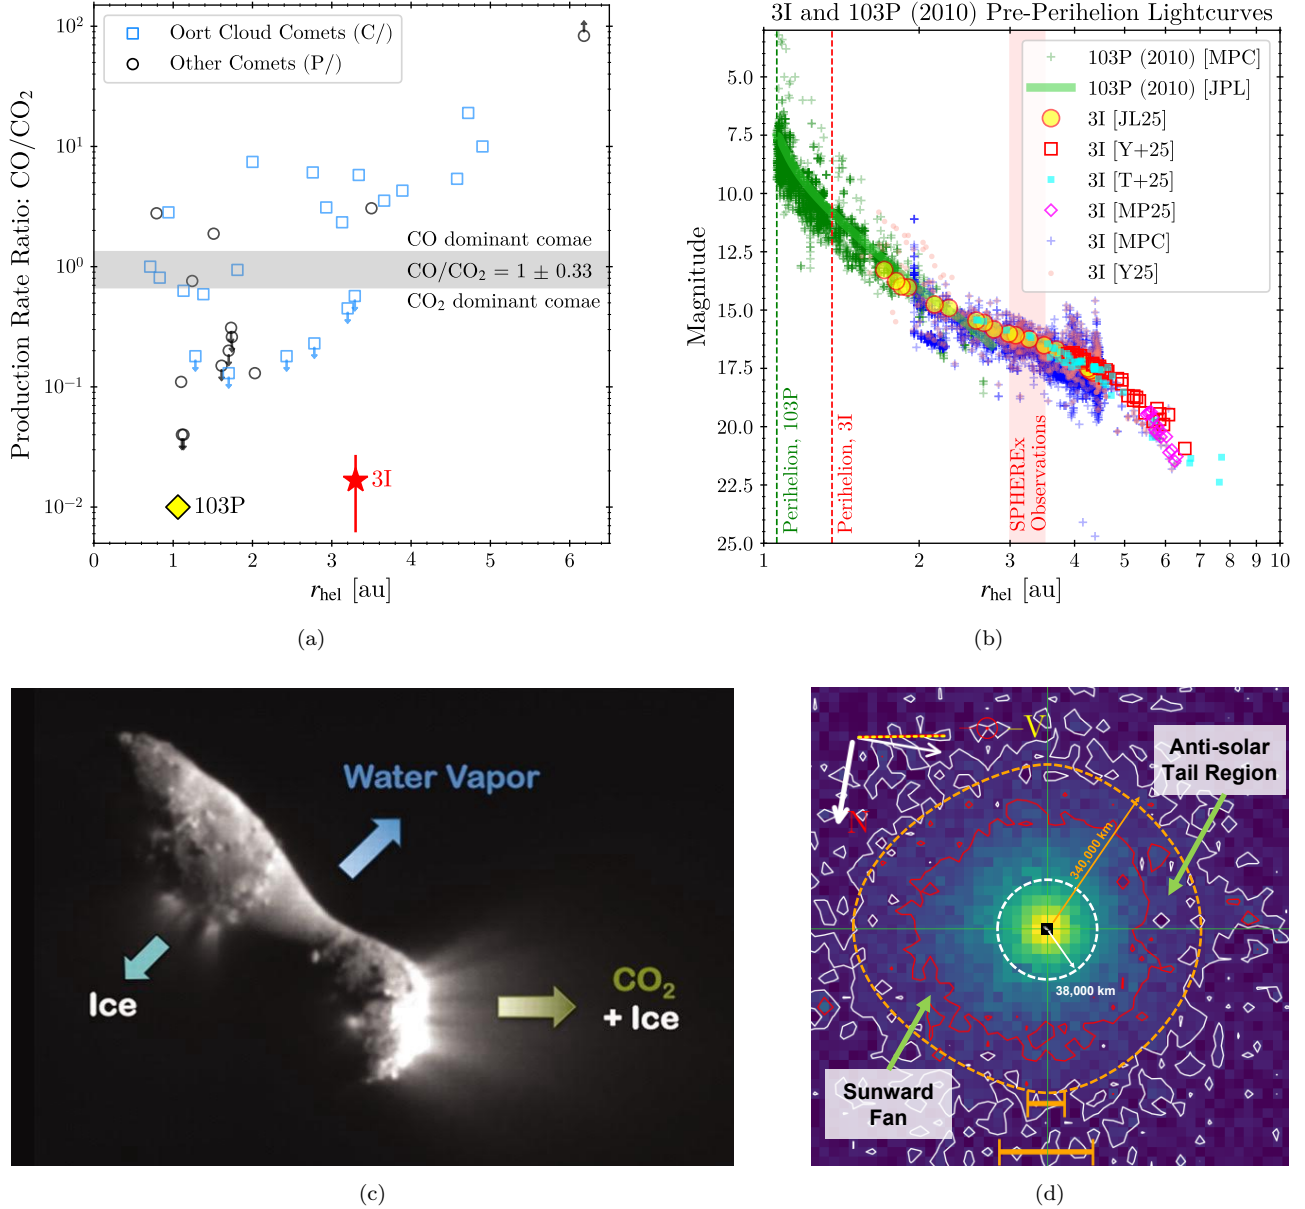 10²
10¹
10⁰
10⁻¹
10⁻²
Production Rate Ratio: CO/CO₂
Oort Cloud Comets (C/)
Other Comets (P/)
CO dominant comae
CO/CO₂ = 1 ± 0.33
CO₂ dominant comae
3I
103P
0 1 2 3 4 5 6
r_hel [au]
(a)
3I and 103P (2010) Pre-Perihelion Lightcurves
5.0
7.5
10.0
12.5
15.0
17.5
20.0
22.5
25.0
Magnitude
103P (2010) [MPC]
103P (2010) [JPL]
3I [JL25]
3I [Y+25]
3I [T+25]
3I [MP25]
3I [MPC]
3I [Y25]
Perihelion, 103P
Perihelion, 3I
SPHEREx
Observations
1 2 3 4 5 6 7 8 9 10
r_hel [au]
(b)
Water Vapor
Ice
CO₂
+ Ice
(c)
V
N
Anti-solar
Tail Region
340,000 km
38,000 km
Sunward
Fan
(d)